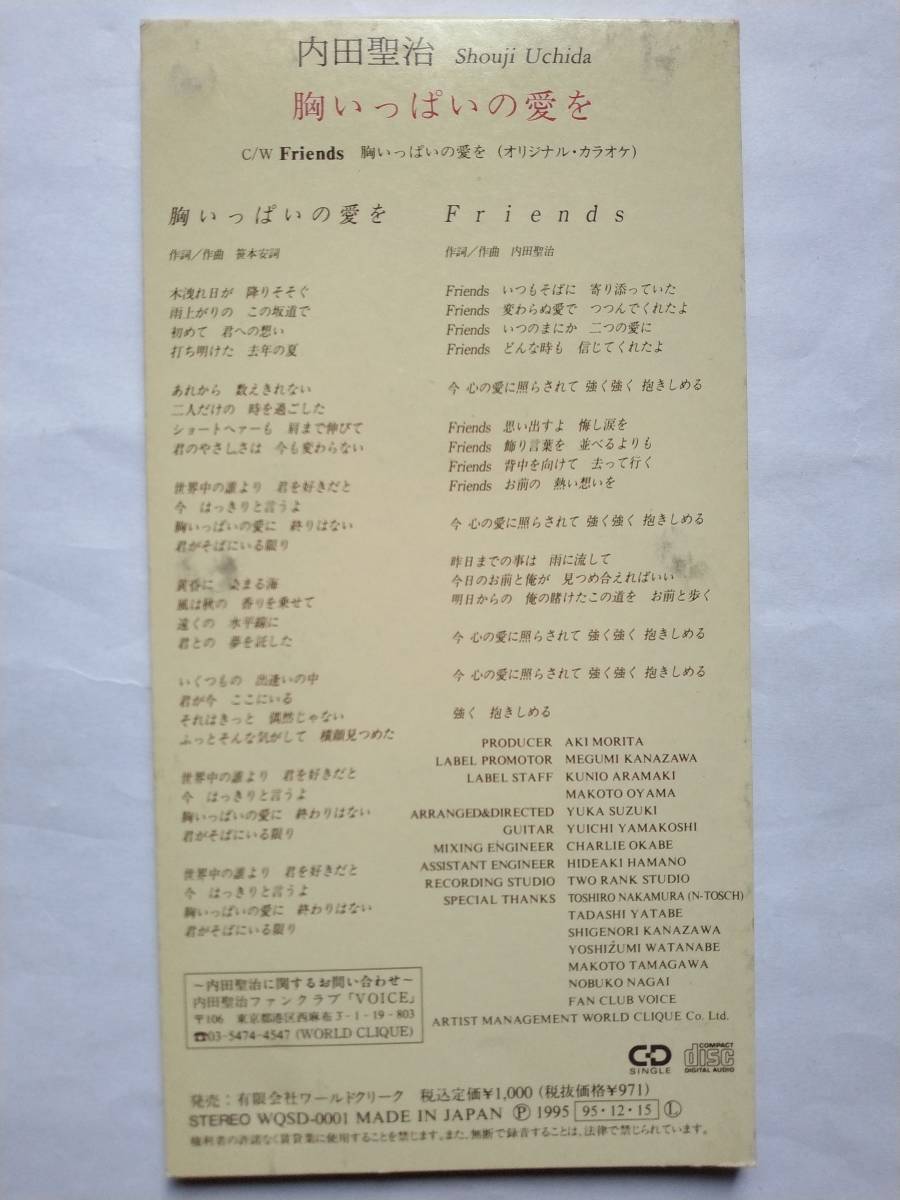 内田聖治 Shouji Uchida
胸いっぱいの愛を
C/W Friends 胸いっぱいの愛を (オリジナル・カラオケ)
胸いっぱいの愛を
作詞／作曲 笹本安詞
木洩れ日が 降りそそぐ
雨上がりの この坂道で
初めて 君への想い
打ち明けた 去年の夏
あれから 数えきれない
二人だけの 時を過ごした
ショートヘァーも 肩まで伸びて
君のやさしさは 今も変わらない
世界中の誰より 君を好きだと
今 はっきりと言うよ
胸いっぱいの愛に 終りはない
君がそばにいる限り
黄昏に 染まる海
風は秋の 香りを乗せて
遠くの 水平線に
君との 夢を託した
いくつもの 出逢いの中
君が今 ここにいる
それはきっと 偶然じゃない
ふっとそんな気がして 横顔見つめた
世界中の誰より 君を好きだと
今 はっきりと言うよ
胸いっぱいの愛に 終わりはない
君がそばにいる限り
世界中の誰より 君を好きだと
今 はっきりと言うよ
胸いっぱいの愛に 終わりはない
君がそばにいる限り
～内田聖治に関するお問い合わせ～
内田聖治ファンクラブ「VOICE」
〒106 東京都港区西麻布3-1-19-803
☎03-5474-4547 (WORLD CLIQUE)
Friends
作詞／作曲 内田聖治
Friends いつもそばに 寄り添っていた
Friends 変わらぬ愛で つつんでくれたよ
Friends いつのまにか 二つの愛に
Friends どんな時も 信じてくれたよ
今 心の愛に照らされて 強く強く 抱きしめる
Friends 思い出すよ 悔し涙を
Friends 飾り言葉を 並べるよりも
Friends 背中を向けて 去って行く
Friends お前の 熱い想いを
今 心の愛に照らされて 強く強く 抱きしめる
昨日までの事は 雨に流して
今日のお前と俺が 見つめ合えればいい
明日からの 俺の賭けたこの道を お前と歩く
今 心の愛に照らされて 強く強く 抱きしめる
今 心の愛に照らされて 強く強く 抱きしめる
強く 抱きしめる
PRODUCER AKI MORITA
LABEL PROMOTOR MEGUMI KANAZAWA
LABEL STAFF KUNIO ARAMAKI
MAKOTO OYAMA
ARRANGED&DIRECTED YUKA SUZUKI
GUITAR YUICHI YAMAKOSHI
MIXING ENGINEER CHARLIE OKABE
ASSISTANT ENGINEER HIDEAKI HAMANO
RECORDING STUDIO TWO RANK STUDIO
SPECIAL THANKS TOSHIRO NAKAMURA (N-TOSCH)
TADASHI YATABE
SHIGENORI KANAZAWA
YOSHIZUMI WATANABE
MAKOTO TAMAGAWA
NOBUKO NAGAI
FAN CLUB VOICE
ARTIST MANAGEMENT WORLD CLIQUE Co. Ltd.
CD SINGLE
COMPACT disc DIGITAL AUDIO
発売：有限会社ワールドクリーク 税込定価¥1,000 (税抜価格¥971)
STEREO WQSD-0001 MADE IN JAPAN Ⓟ 1995 95・12・15 Ⓛ
権利者の許諾なく賃貸業に使用することを禁じます。また、無断で録音することは、法律で禁じられています。